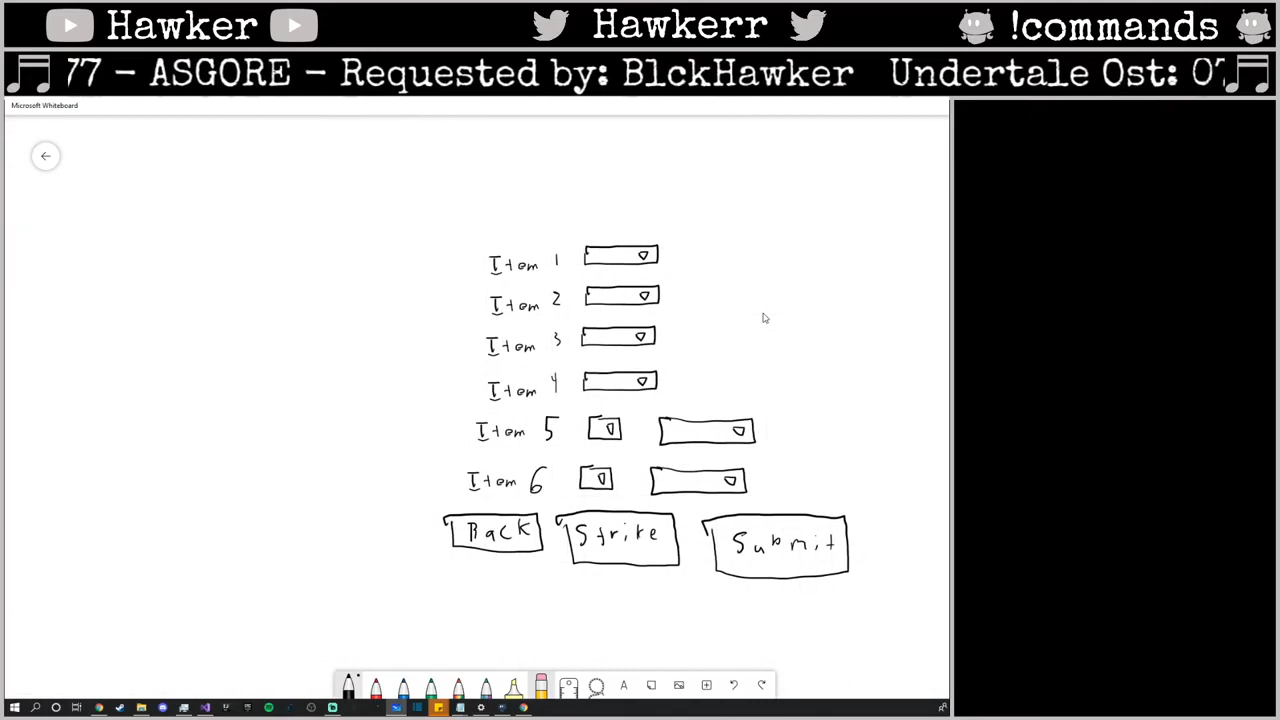 Hawker
Hawkerr
!commands
77 - ASGORE - Requested by: BlckHawker Undertale Ost: 0
Microsoft Whiteboard
Item 1
Item 2
Item 3
Item 4
Item 5
Item 6
Back Strike Submit
A